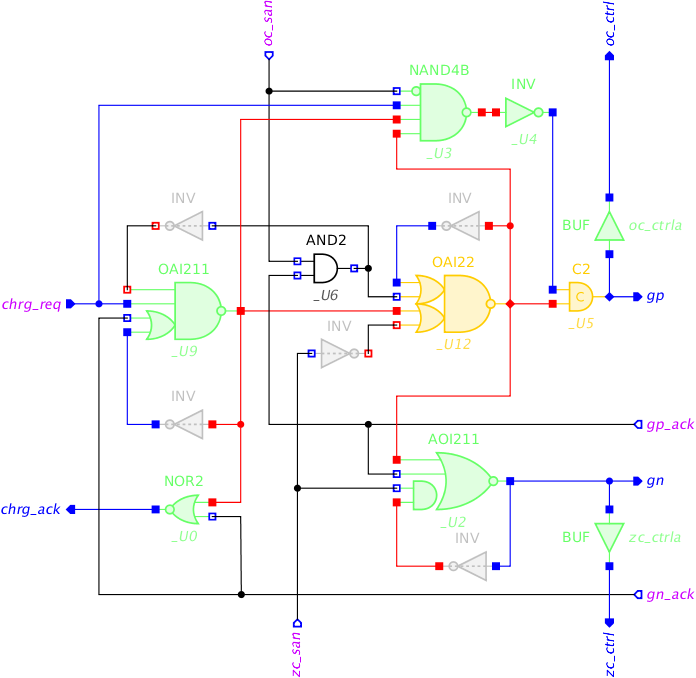 oc_san
oc_ctrl
NAND4B
INV
_U3
_U4
INV
AND2
INV
BUF
oc_ctrla
OAI211
_U6
OAI22
C2
chrg_req
gp
_U9
INV
_U12
_U5
INV
gp_ack
AOI211
NOR2
gn
chrg_ack
_U0
_U2
INV
BUF
zc_ctrla
gn_ack
zc_san
zc_ctrl
C